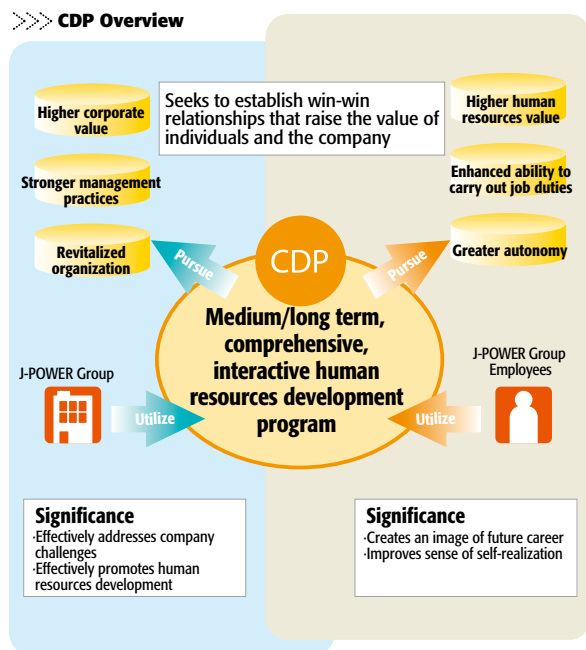 CDP Overview
Higher corporate
value
Stronger management
practices
Revitalized
organization
Seeks to establish win-win
relationships that raise the value of
individuals and the company
Higher human
resources value
Enhanced ability to
carry out job duties
Greater autonomy
Pursue
CDP
Pursue
Medium/long term,
comprehensive,
interactive human
resources development
program
J-POWER Group
Utilize
J-POWER Group
Employees
Utilize
Significance
·Effectively addresses company
challenges
·Effectively promotes human
resources development
Significance
·Creates an image of future career
·Improves sense of self-realization